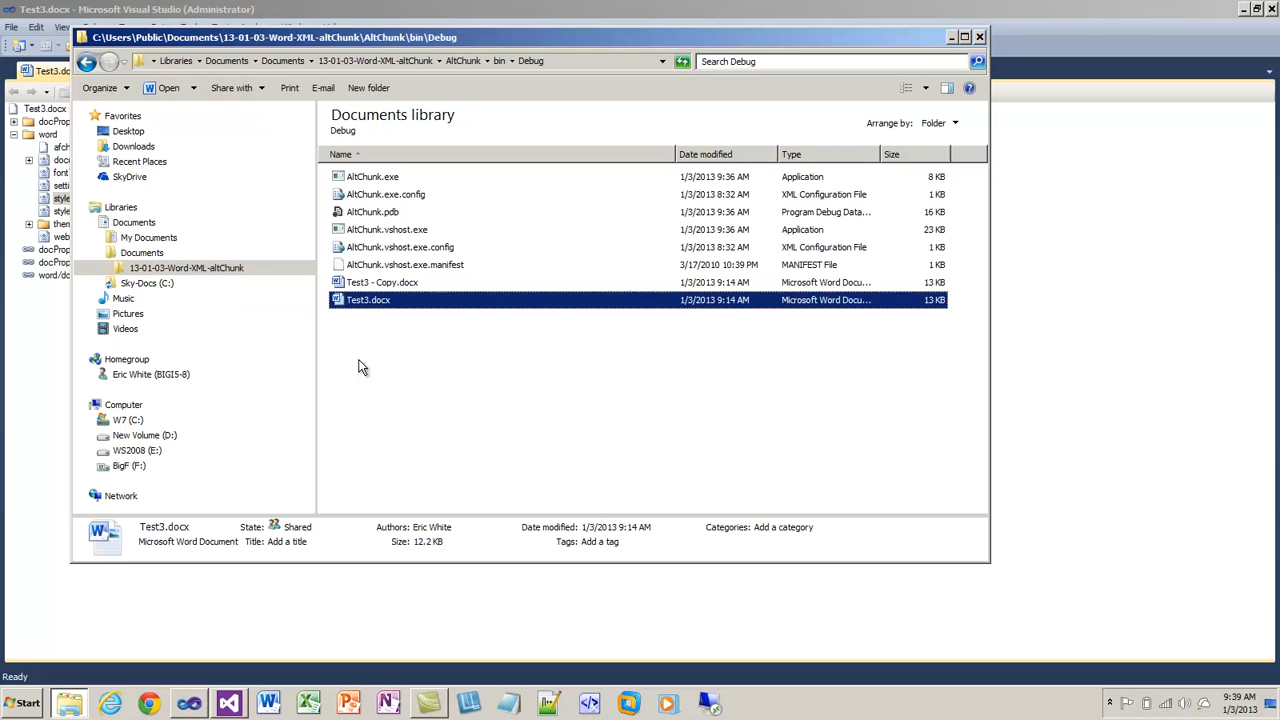 Test3.docx - Microsoft Visual Studio (Administrator)
File Edit
C:\Users\Public\Documents\13-01-03-Word-XML-altChunk\AltChunk\bin\Debug
Libraries Documents Documents 13-01-03-Word-XML-altChunk AltChunk bin Debug
Search Debug
Organize Open Share with Print E-mail New folder
Favorites
Desktop
Downloads
Recent Places
SkyDrive
Libraries
Documents
My Documents
Documents
13-01-03-Word-XML-altChunk
Sky-Docs (C:)
Music
Pictures
Videos
Homegroup
Eric White (BIGI5-8)
Computer
W7 (C:)
New Volume (D:)
WS2008 (E:)
BigF (F:)
Network
Documents library
Debug
Arrange by: Folder
Name Date modified Type Size
AltChunk.exe 1/3/2013 9:36 AM Application 8 KB
AltChunk.exe.config 1/3/2013 8:32 AM XML Configuration File 1 KB
AltChunk.pdb 1/3/2013 9:36 AM Program Debug Data... 16 KB
AltChunk.vshost.exe 1/3/2013 9:36 AM Application 23 KB
AltChunk.vshost.exe.config 1/3/2013 8:32 AM XML Configuration File 1 KB
AltChunk.vshost.exe.manifest 3/17/2010 10:39 PM MANIFEST File 1 KB
Test3 - Copy.docx 1/3/2013 9:14 AM Microsoft Word Docu... 13 KB
Test3.docx 1/3/2013 9:14 AM Microsoft Word Docu... 13 KB
Test3.docx State: Shared Authors: Eric White Date modified: 1/3/2013 9:14 AM Categories: Add a category
Microsoft Word Document Title: Add a title Size: 12.2 KB Tags: Add a tag
Test3.docx
word
Ready
Start
9:39 AM
1/3/2013